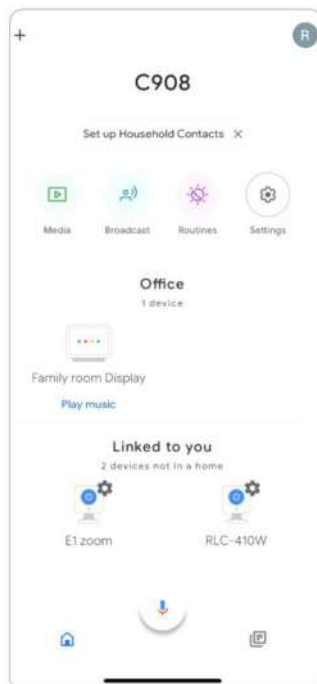 + R
C908
Set up Household Contacts ×
Media Broadcast Routines Settings
Office
1 device
Family room Display
Play music
Linked to you
2 devices not in a home
E1 zoom RLC-410W